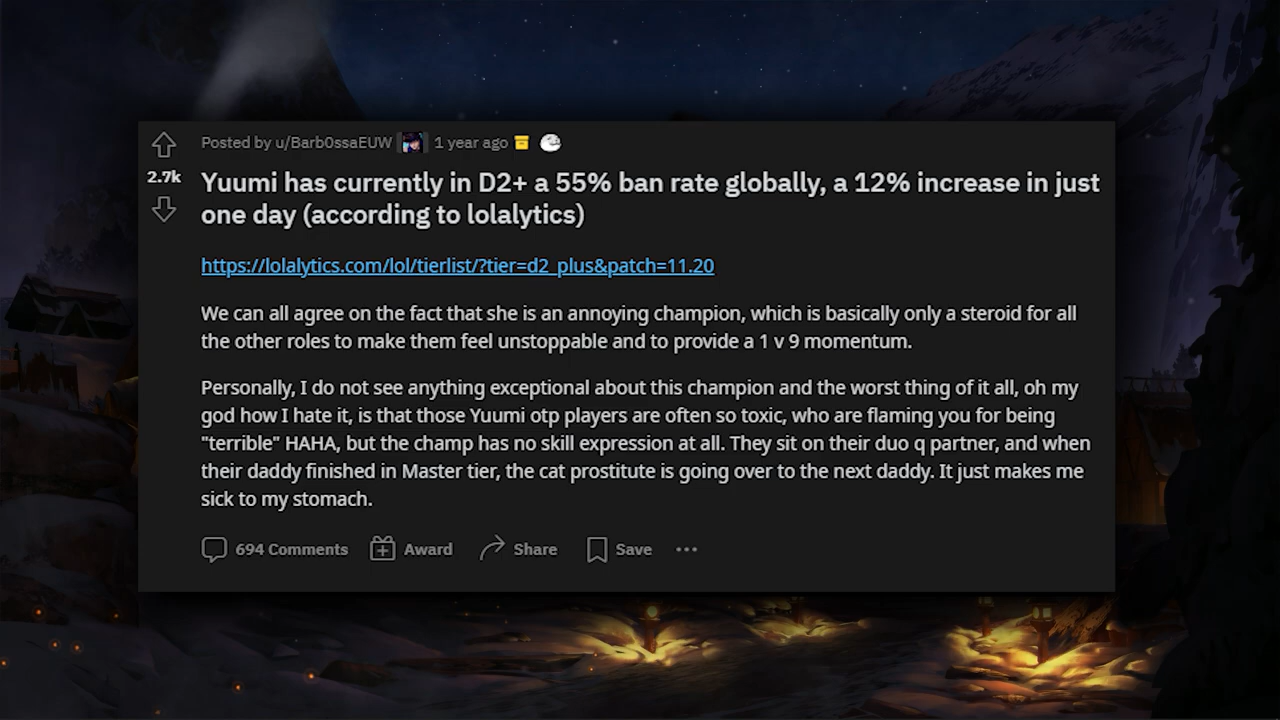 Posted by u/Barb0ssaEUW 1 year ago
2.7k
Yuumi has currently in D2+ a 55% ban rate globally, a 12% increase in just
one day (according to lolalytics)
https://lolalytics.com/lol/tierlist/?tier=d2_plus&patch=11.20
We can all agree on the fact that she is an annoying champion, which is basically only a steroid for all
the other roles to make them feel unstoppable and to provide a 1 v 9 momentum.
Personally, I do not see anything exceptional about this champion and the worst thing of it all, oh my
god how I hate it, is that those Yuumi otp players are often so toxic, who are flaming you for being
"terrible" HAHA, but the champ has no skill expression at all. They sit on their duo q partner, and when
their daddy finished in Master tier, the cat prostitute is going over to the next daddy. It just makes me
sick to my stomach.
694 Comments Award Share Save